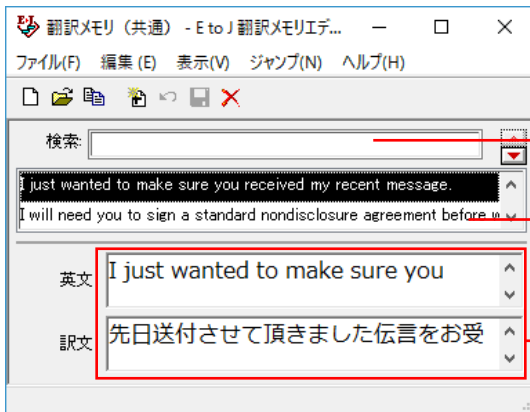 翻訳メモリ（共通） - E to J 翻訳メモリエデ...
ファイル(F) 編集(E) 表示(V) ジャンプ(N) ヘルプ(H)
検索:
I just wanted to make sure you received my recent message.
I will need you to sign a standard nondisclosure agreement before
英文
I just wanted to make sure you
訳文
先日送付させて頂きました伝言をお受